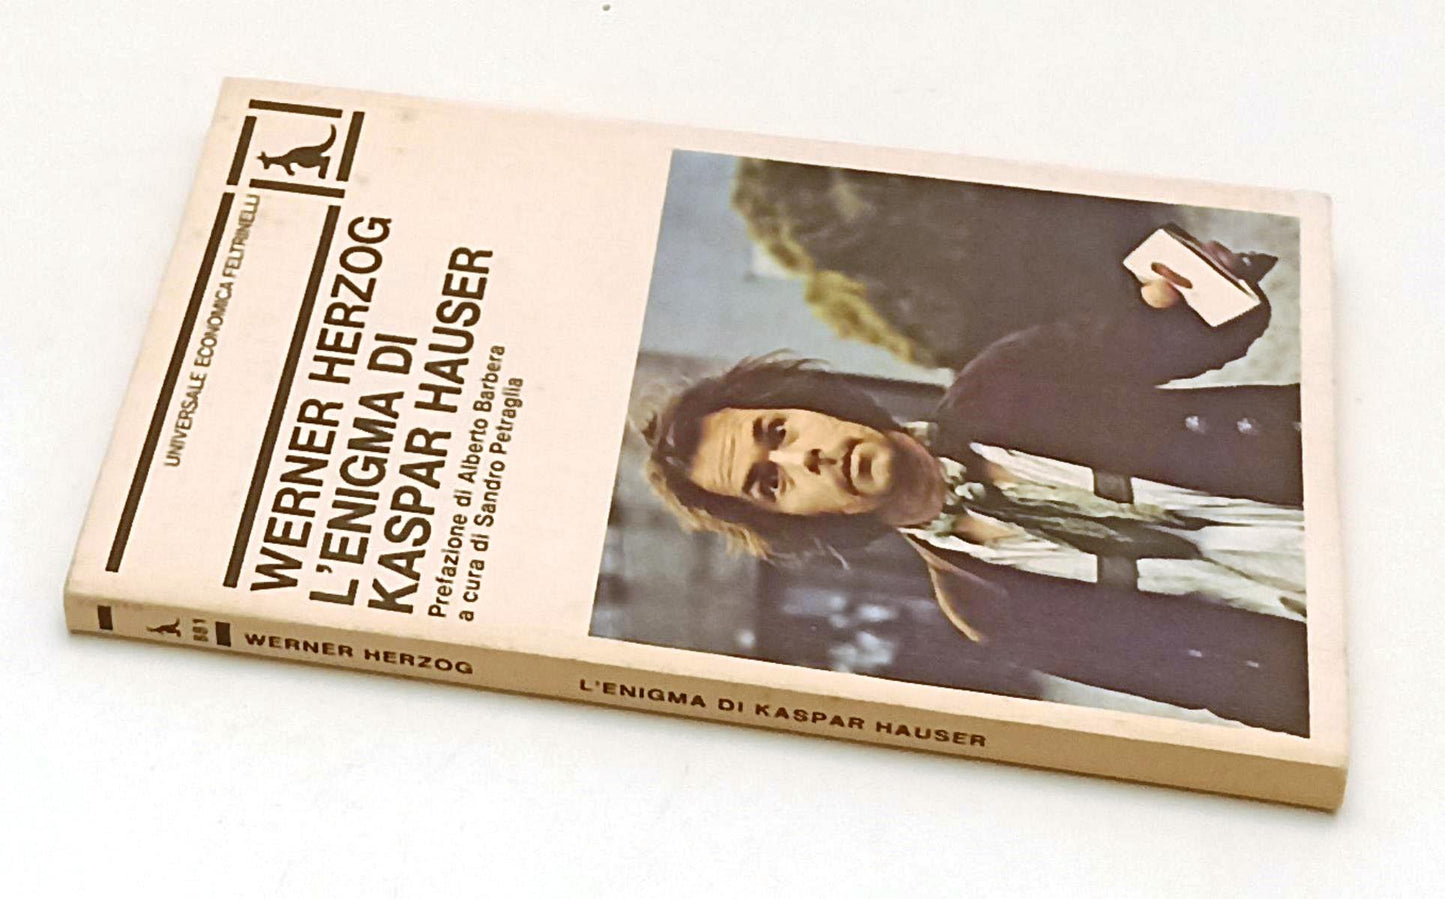 UNIVERSALE ECONOMICA FELTRINELLI
WERNER HERZOG
L'ENIGMA DI
KASPAR HAUSER
Prefazione di Alberto Barbera
a cura di Sandro Petraglia
881
WERNER HERZOG
L'ENIGMA DI KASPAR HAUSER